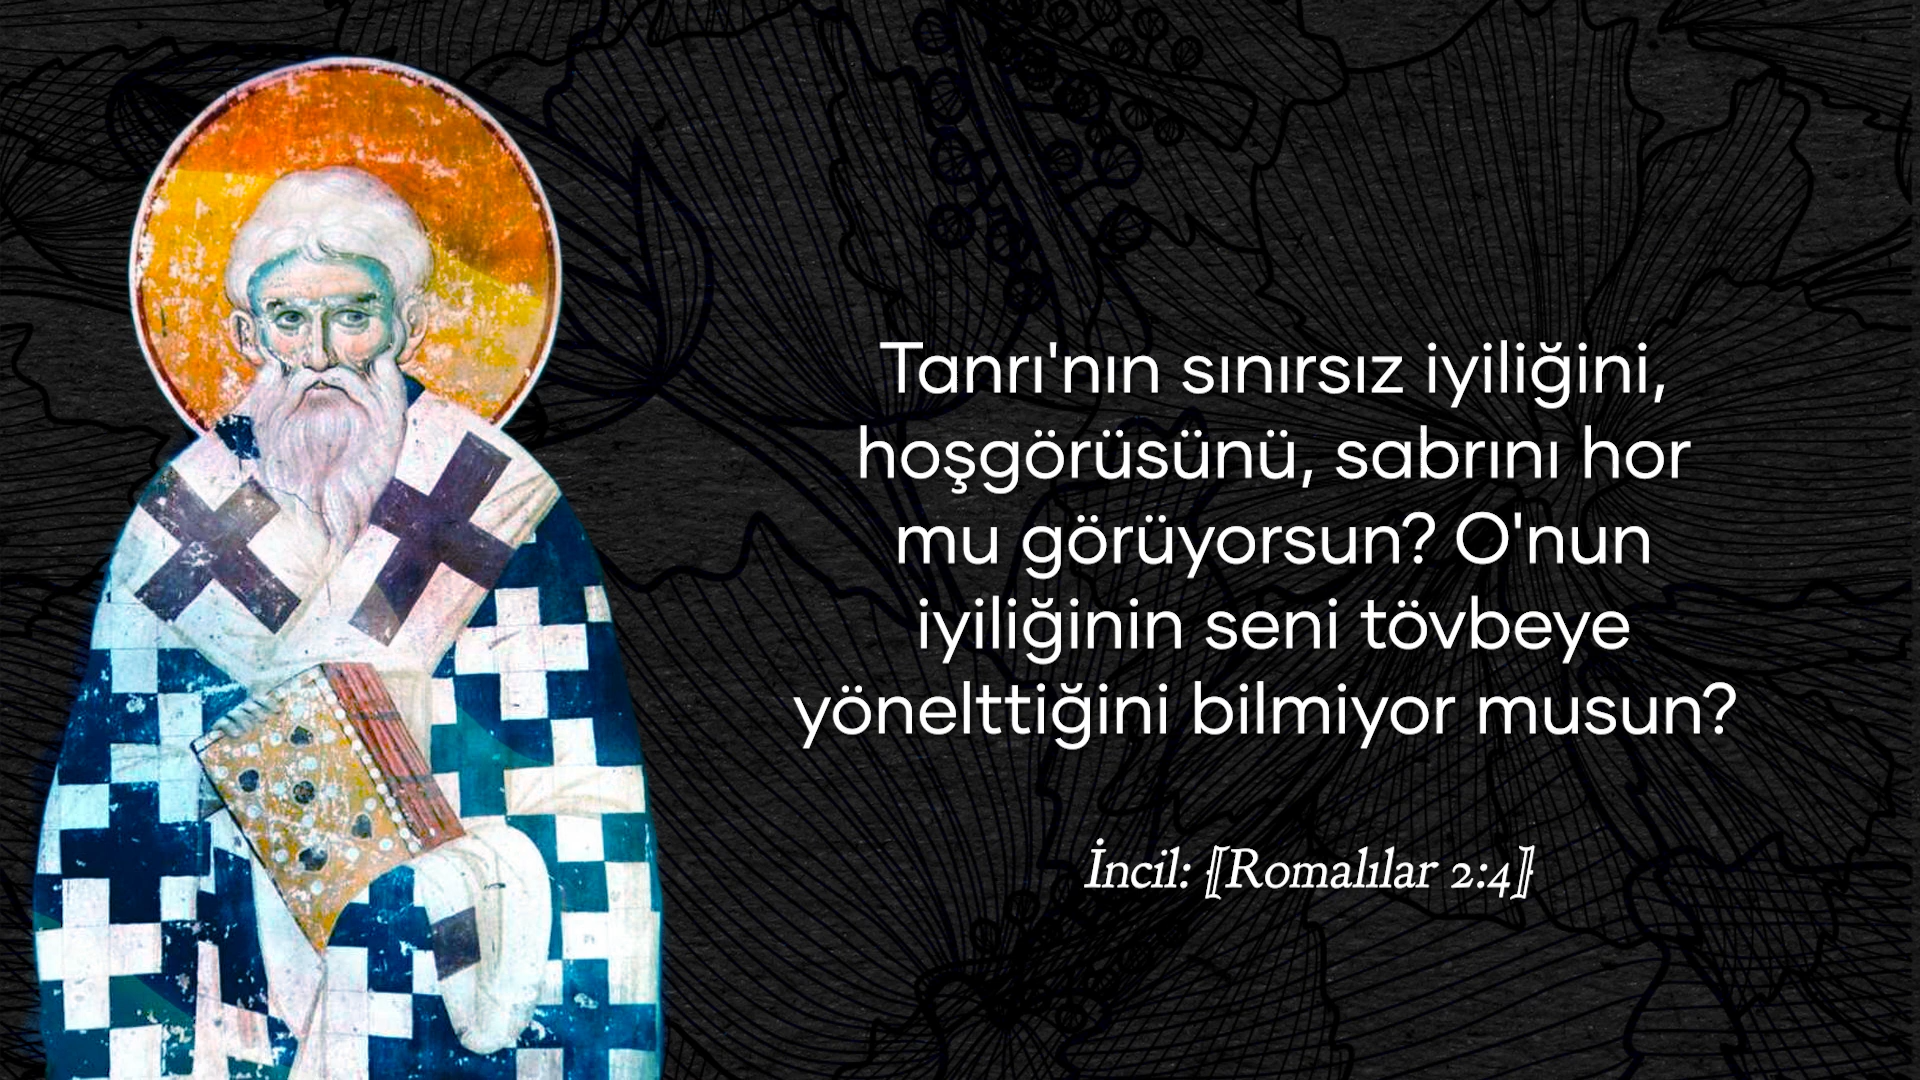 Tanrı'nın sınırsız iyiliğini,
hoşgörüsünü, sabrını hor
mu görüyorsun? O'nun
iyiliğinin seni tövbeye
yönelttiğini bilmiyor musun?
İncil: ⟦Romalılar 2:4⟧